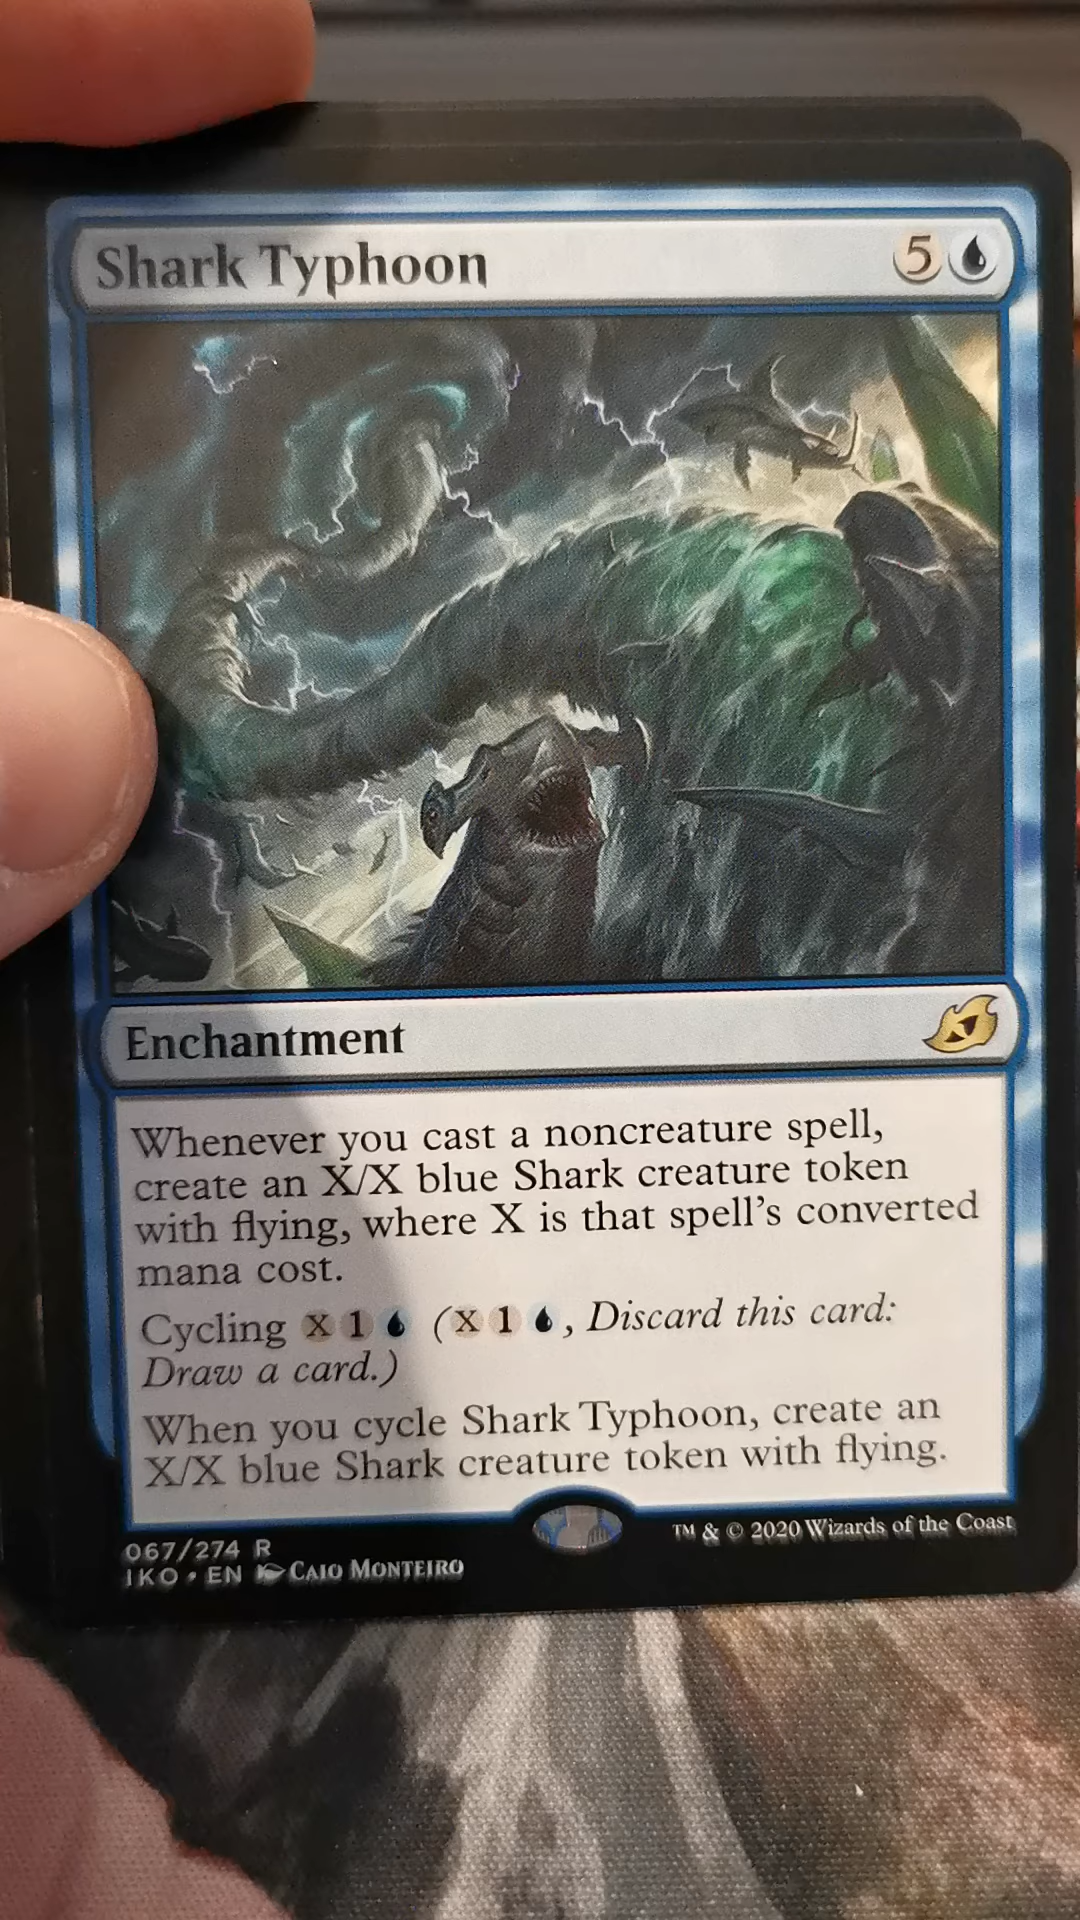 Shark Typhoon 5
Enchantment
Whenever you cast a noncreature spell,
create an X/X blue Shark creature token
with flying, where X is that spell's converted
mana cost.
Cycling X 1 (X 1 , Discard this card:
Draw a card.)
When you cycle Shark Typhoon, create an
X/X blue Shark creature token with flying.
067/274 R
IKO • EN CAIO MONTEIRO
™ & © 2020 Wizards of the Coast